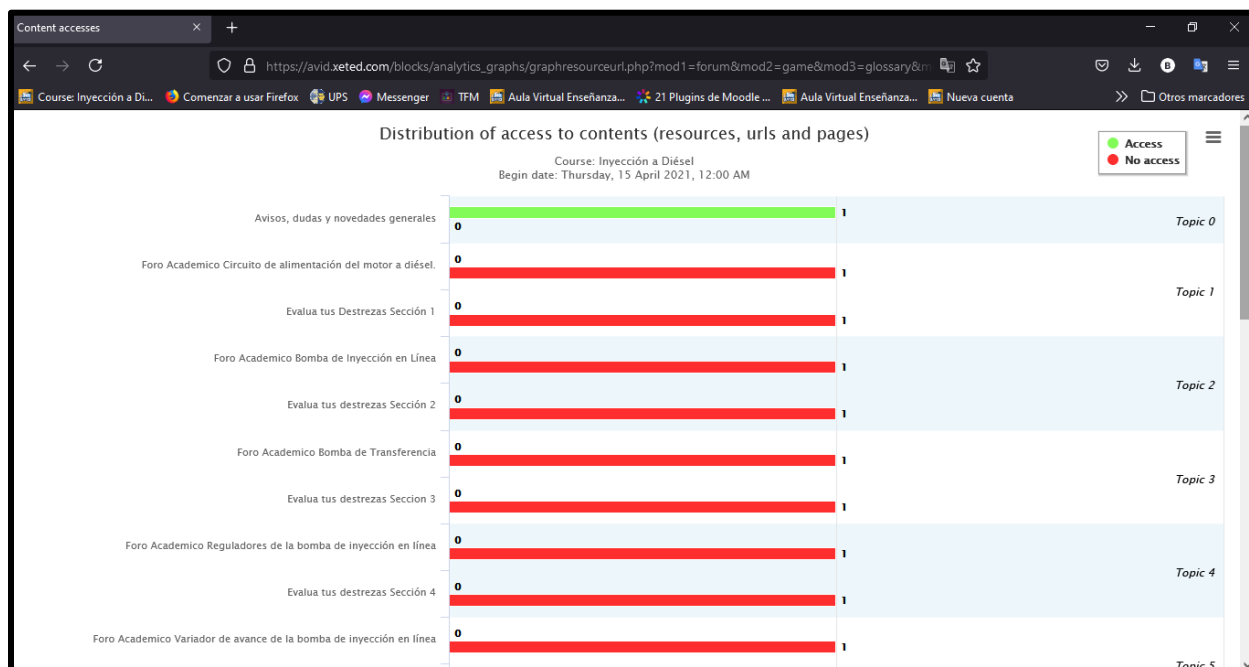 Content accesses
https://avid.xeted.com/blocks/analytics_graphs/graphresourceurl.php?mod1=forum&mod2=game&mod3=glossary&m
Course: Inyección a Di... Comenzar a usar Firefox UPS Messenger TFM Aula Virtual Enseñanza... 21 Plugins de Moodle ... Aula Virtual Enseñanza... Nueva cuenta Otros marcadores
Distribution of access to contents (resources, urls and pages)
Course: Inyección a Diésel
Begin date: Thursday, 15 April 2021, 12:00 AM
Access
No access
Avisos, dudas y novedades generales 1
0
Topic 0
Foro Academico Circuito de alimentación del motor a diésel. 0
1
Topic 1
Evalua tus Destrezas Sección 1 0
1
Foro Academico Bomba de Inyección en Línea 0
1
Topic 2
Evalua tus destrezas Sección 2 0
1
Foro Academico Bomba de Transferencia 0
1
Topic 3
Evalua tus destrezas Seccion 3 0
1
Foro Academico Reguladores de la bomba de inyección en línea 0
1
Topic 4
Evalua tus destrezas Sección 4 0
1
Foro Academico Variador de avance de la bomba de inyección en línea 0
1
Topic 5